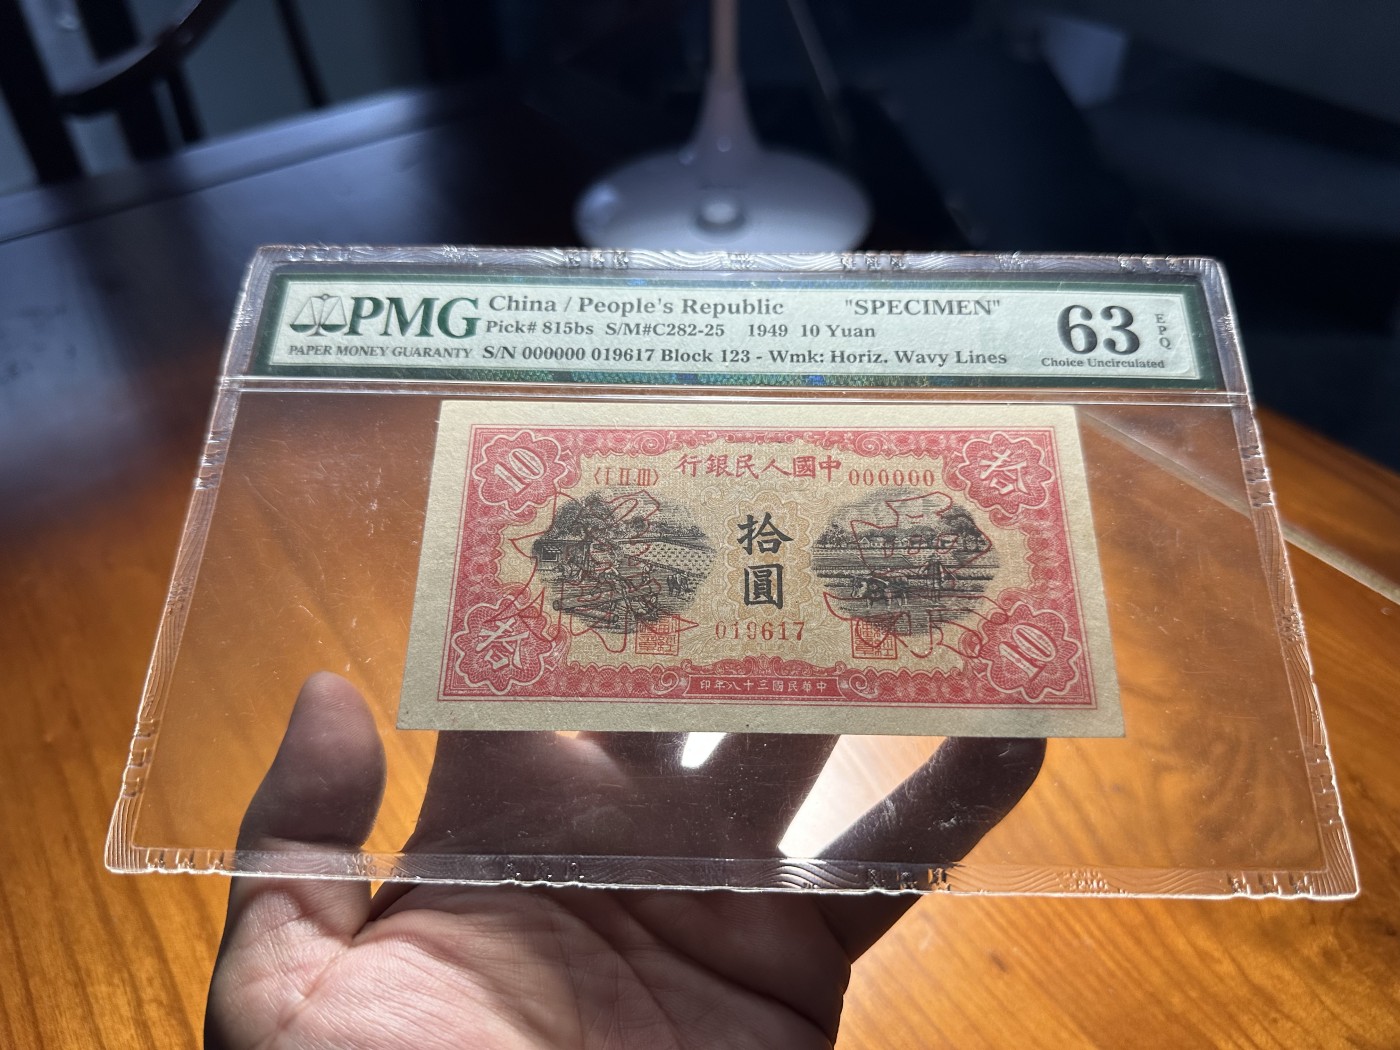 PMG
PAPER MONEY GUARANTY
China / People's Republic "SPECIMEN"
Pick# 815bs S/M#C282-25 1949 10 Yuan
S/N 000000 019617 Block 123 - Wmk: Horiz. Wavy Lines
63
EPQ
Choice Uncirculated
行銀民人國中
〈I II III〉
000000
10
拾
拾
圓
019617
拾
10
印年八十三國民華中